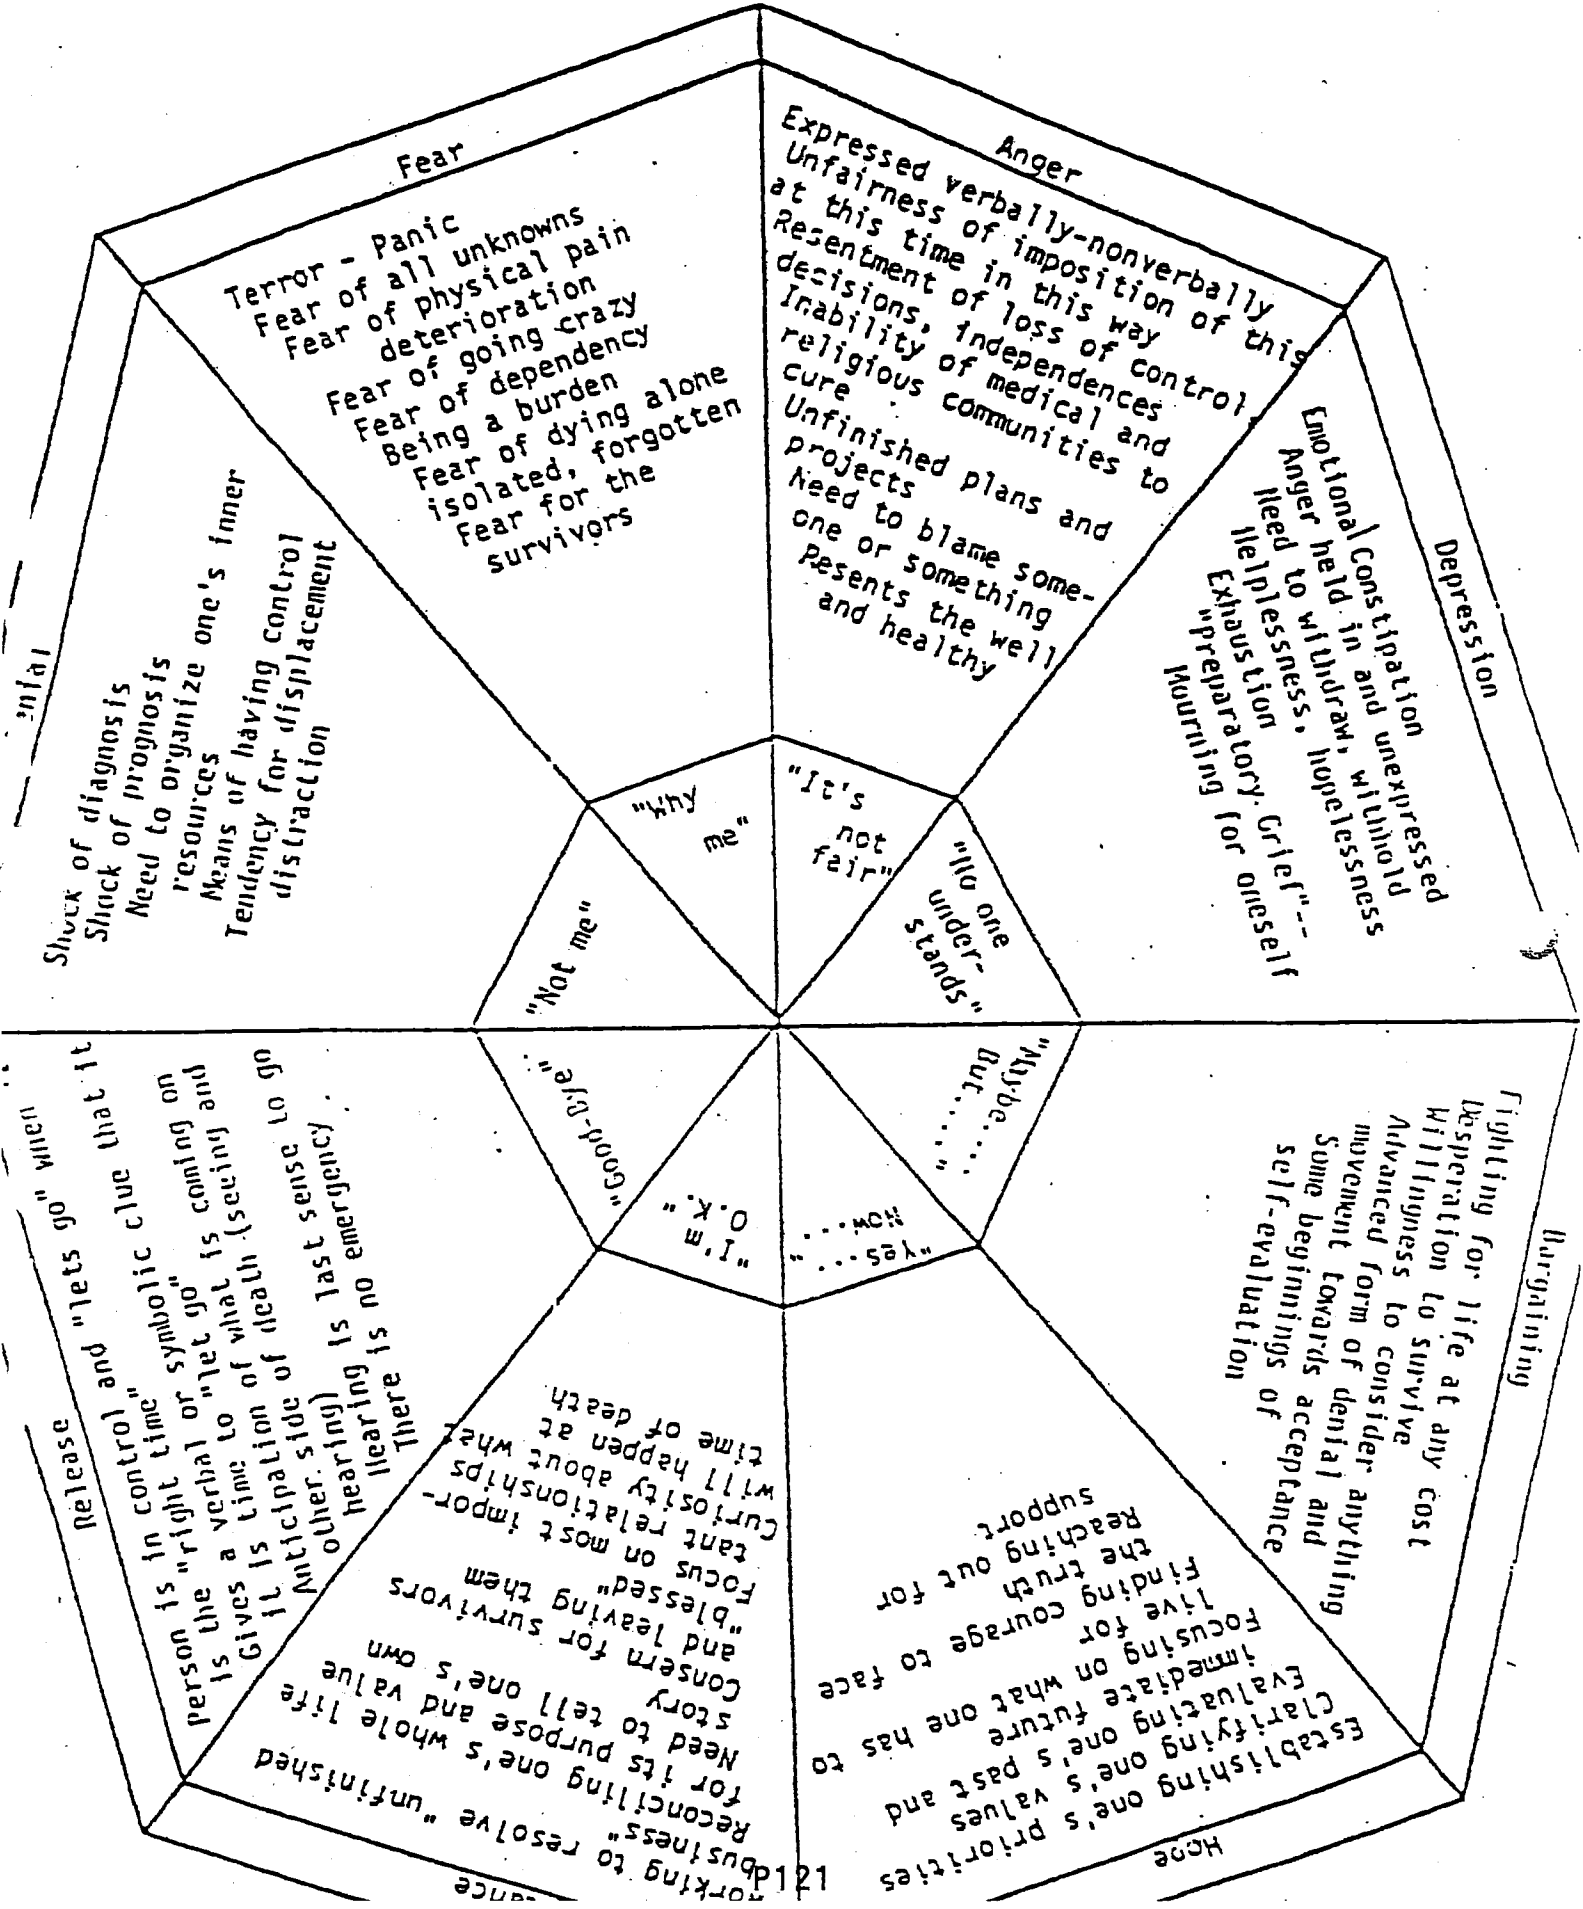 Fear
Terror - Panic
Fear of all unknowns
Fear of physical pain
deterioration
Fear of going crazy
Fear of dependency
Being a burden
Fear of dying alone
isolated, forgotten
Fear for the
survivors
"Why
me"
Anger
Expressed verbally-nonverbally
Unfairness of imposition of this
at this time in this way
Resentment of loss of control,
decisions, independences
Inability of medical and
religious communities to
cure
Unfinished plans and
projects
Need to blame some-
one or something
Resents the well
and healthy
"It's
not
fair"
Depression
Emotional Constipation
Anger held in and unexpressed
Need to withdraw, withhold
Helplessness, hopelessness
Exhaustion
"preparatory Grief"--
Mourning for oneself
"No one
under-
stands"
Bargaining
Fighting for life at any cost
Desperation to survive
Willingness to consider anything
Advanced form of denial and
movement towards acceptance
Some beginnings of
self-evaluation
"Maybe....
But....."
Hope
Establishing one's priorities
Clarifying one's values
Evaluating one's past and
immediate future
Focusing on what one has to
live for
Finding courage to face
the truth
Reaching out for
support
"Yes....
Now..."
tance
orking to resolve "unfinished
business"
Reconciling one's whole life
for its purpose and value
Need to tell one's own
story
Consern for survivors
and leaving them
"blessed"
Focus on most impor-
tant relationships
Curiosity about what
will happen at
time of death
"I'm
O.K."
Release
Person is in control and "lets go" when
is the "right time"
Is the verbal or symbolic clue that it
Gives a time to "let go"
It is time of what is coming on
Anticipation of death (seeing and
other side of
hearing)
Hearing is last sense to go
There is no emergency.
"Good-Bye"
enial
Shock of diagnosis
Shock of prognosis
Need to organize one's inner
resources
Means of having control
Tendency for displacement
distraction
"Not me"
P121